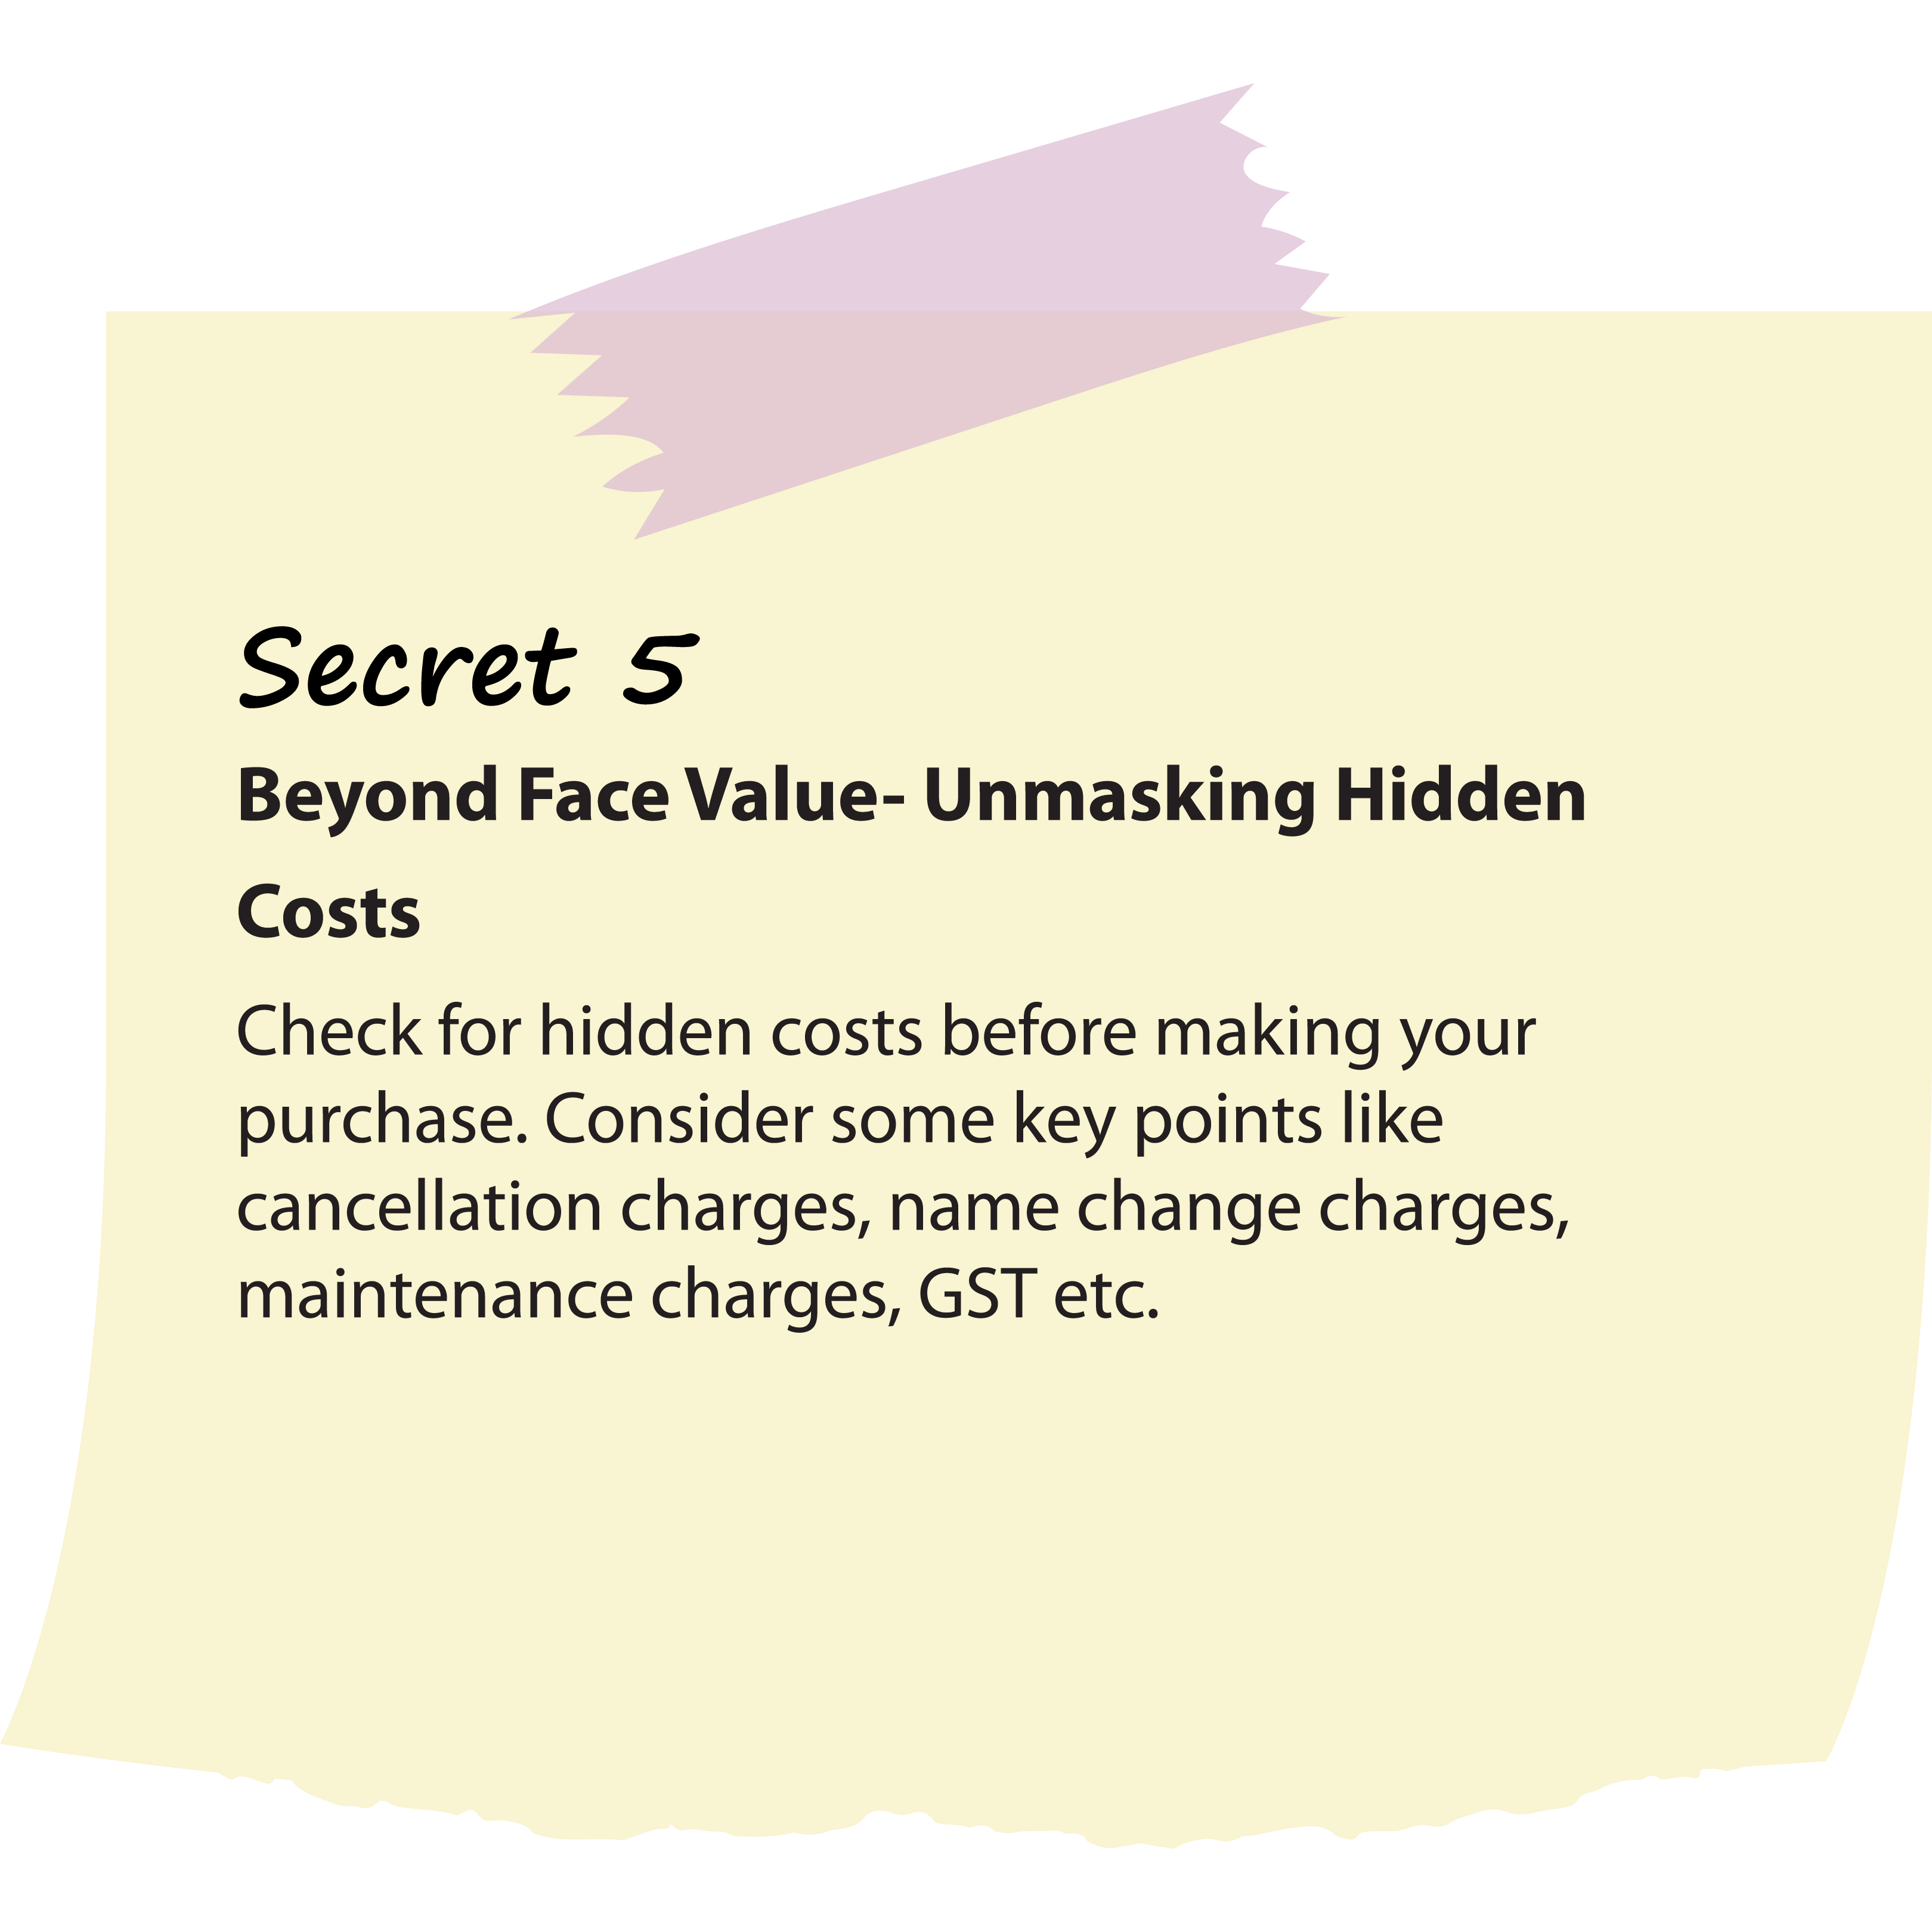 Secret 5
Beyond Face Value- Unmasking Hidden
Costs
Check for hidden costs before making your
purchase. Consider some key points like
cancellation charges, name change charges,
maintenance charges, GST etc.